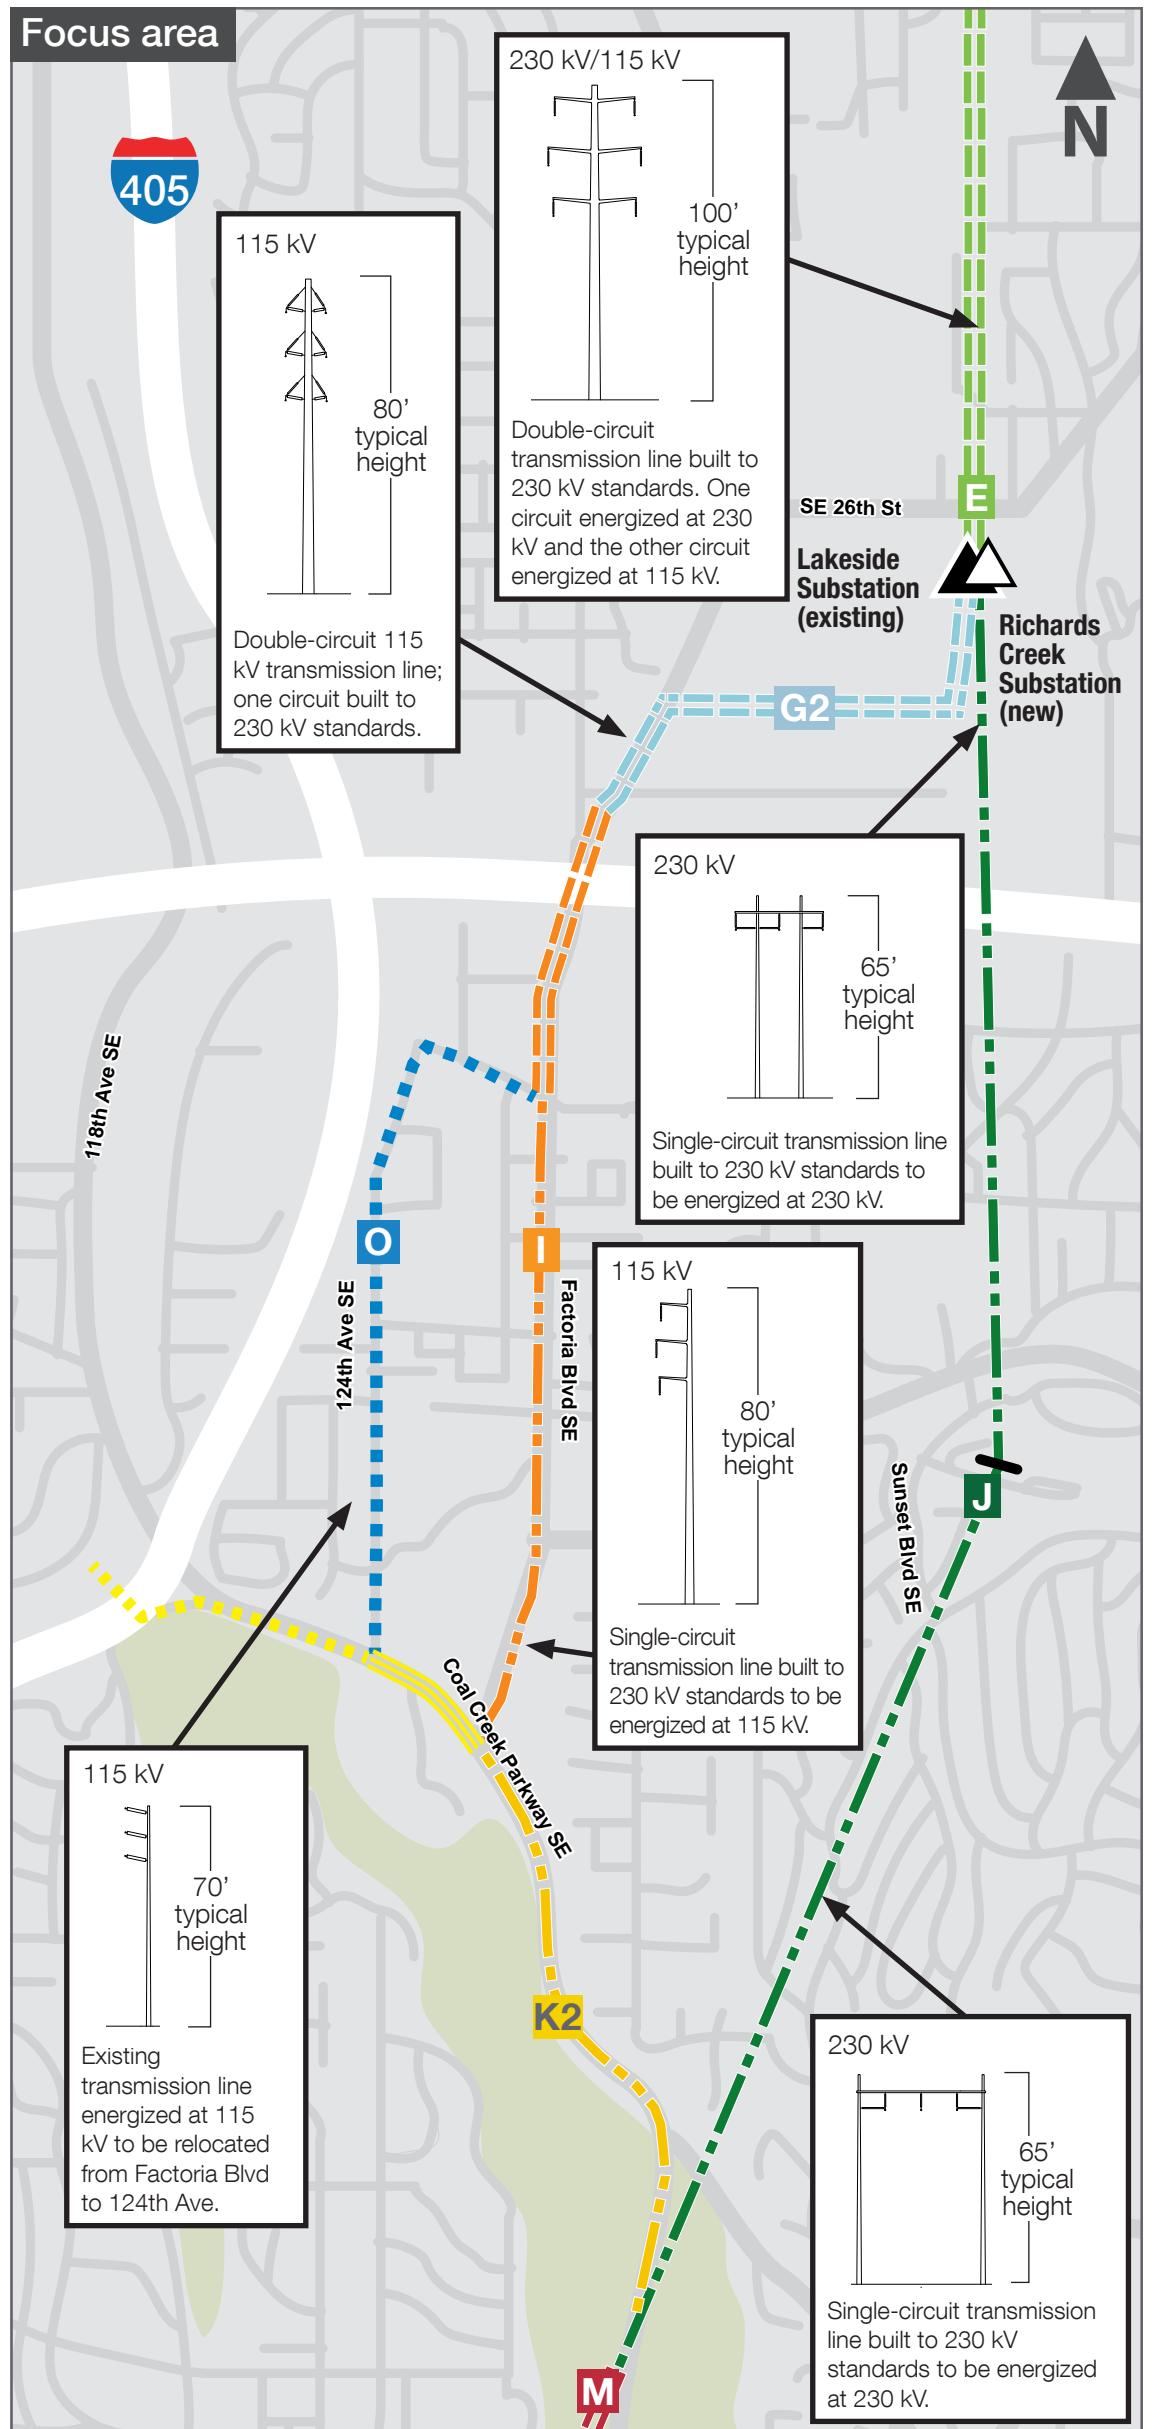 Focus area
405
N
230 kV/115 kV
100’
typical
height
Double-circuit
transmission line built to
230 kV standards. One
circuit energized at 230
kV and the other circuit
energized at 115 kV.
115 kV
80’
typical
height
Double-circuit 115
kV transmission line;
one circuit built to
230 kV standards.
E
SE 26th St
Lakeside
Substation
(existing)
Richards
Creek
Substation
(new)
G2
230 kV
65’
typical
height
Single-circuit transmission line
built to 230 kV standards to
be energized at 230 kV.
118th Ave SE
O
I
124th Ave SE
Factoria Blvd SE
115 kV
80’
typical
height
Single-circuit
transmission line built to
230 kV standards to be
energized at 115 kV.
J
Sunset Blvd SE
Coal Creek Parkway SE
115 kV
70’
typical
height
Existing
transmission line
energized at 115
kV to be relocated
from Factoria Blvd
to 124th Ave.
K2
230 kV
65’
typical
height
Single-circuit transmission
line built to 230 kV
standards to be energized
at 230 kV.
M